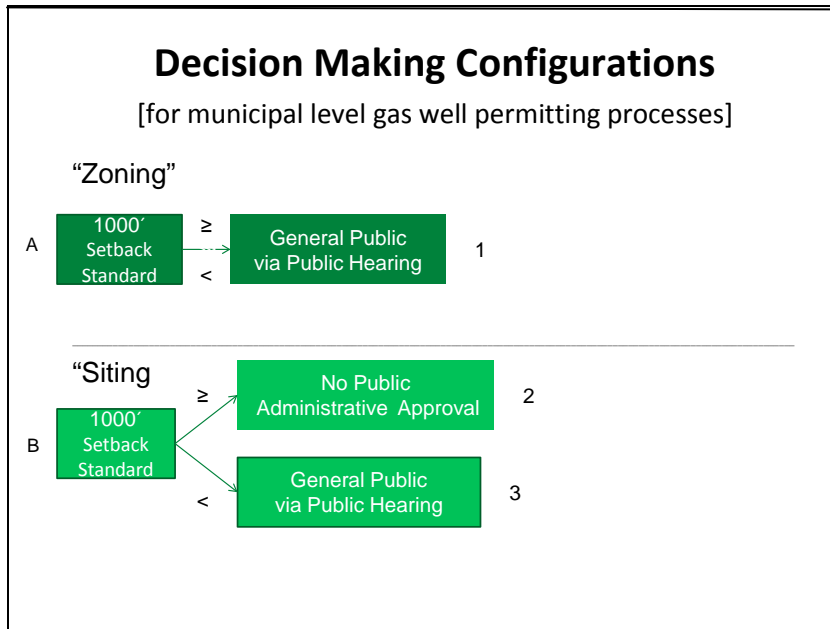 Decision Making Configurations
[for municipal level gas well permitting processes]
“Zoning”
A
1000´
Setback
Standard
≥
<
General Public
via Public Hearing
1
“Siting
B
1000´
Setback
Standard
≥
<
No Public
Administrative Approval
2
General Public
via Public Hearing
3